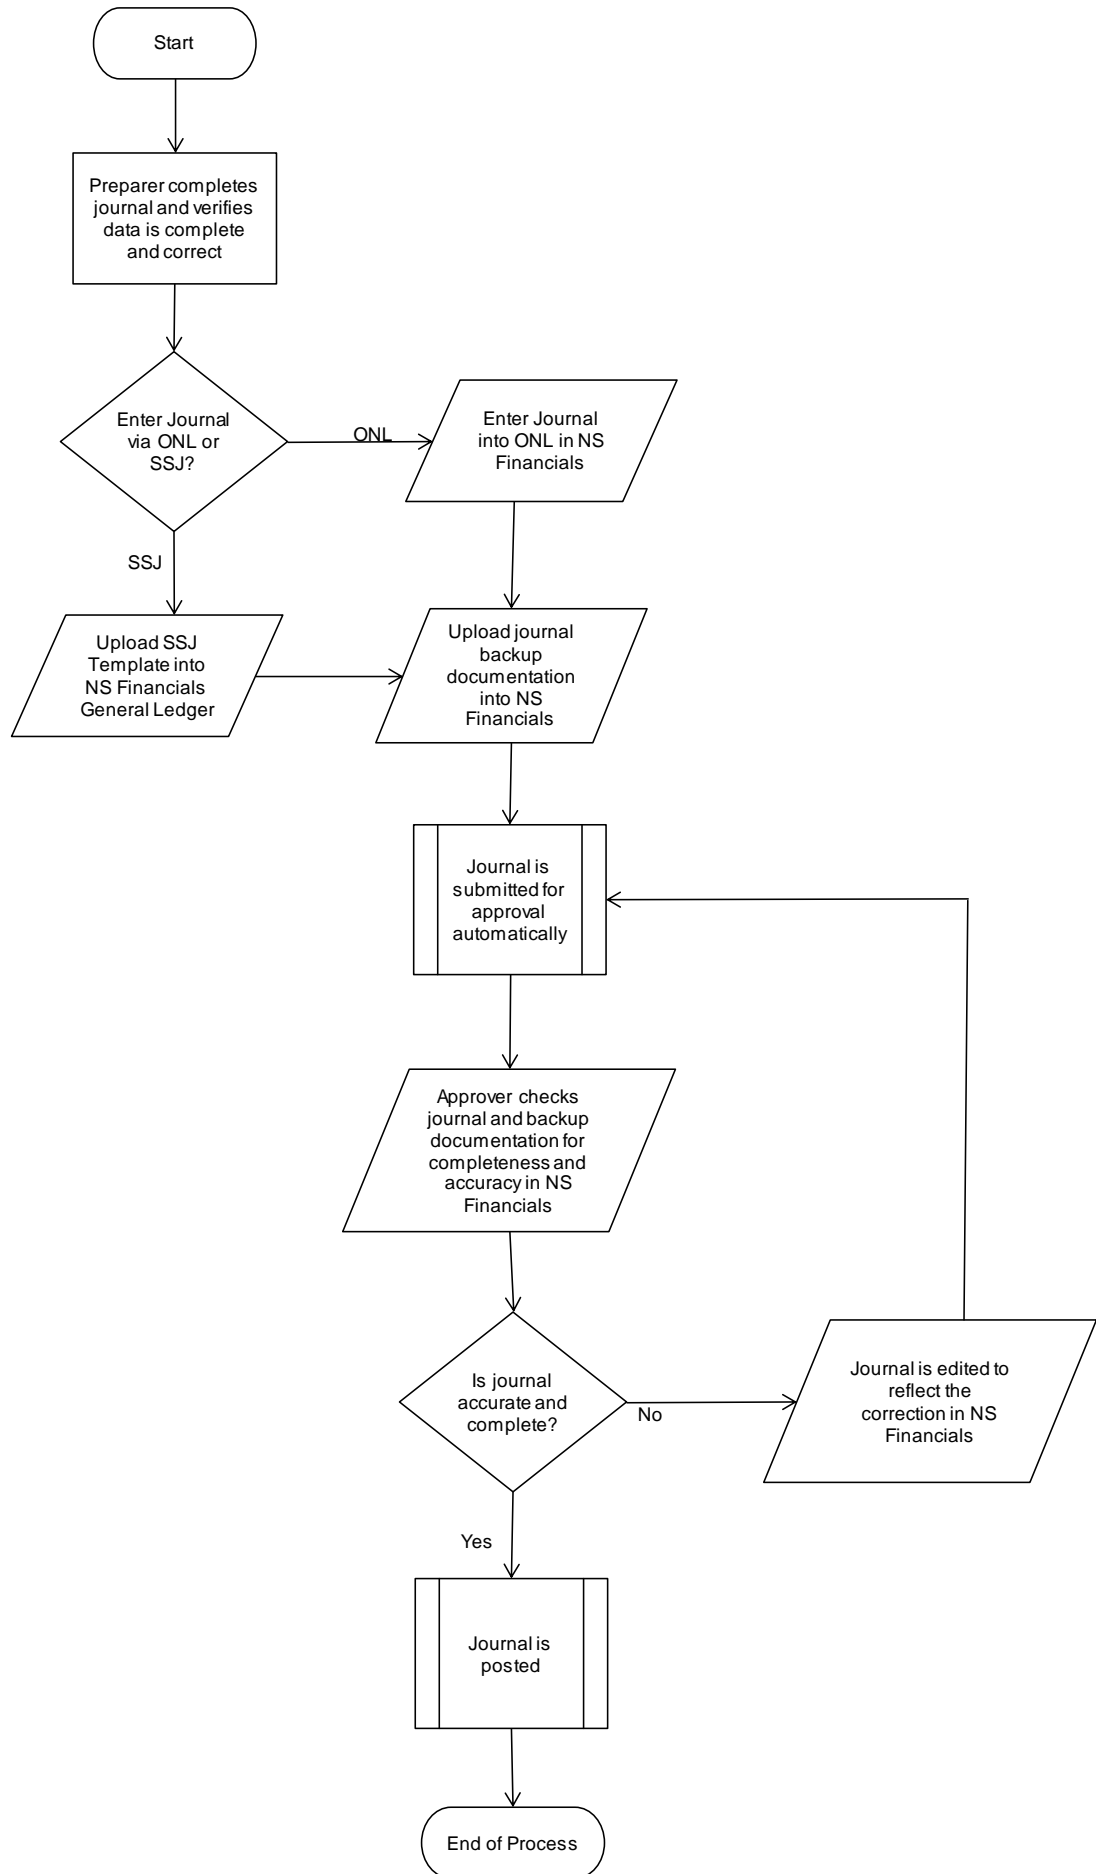 Start
Preparer completes
journal and verifies
data is complete
and correct
Enter Journal
via ONL or
SSJ?
ONL
Enter Journal
into ONL in NS
Financials
SSJ
Upload SSJ
Template into
NS Financials
General Ledger
Upload journal
backup
documentation
into NS
Financials
Journal is
submitted for
approval
automatically
Approver checks
journal and backup
documentation for
completeness and
accuracy in NS
Financials
Is journal
accurate and
complete?
No
Journal is edited to
reflect the
correction in NS
Financials
Yes
Journal is
posted
End of Process